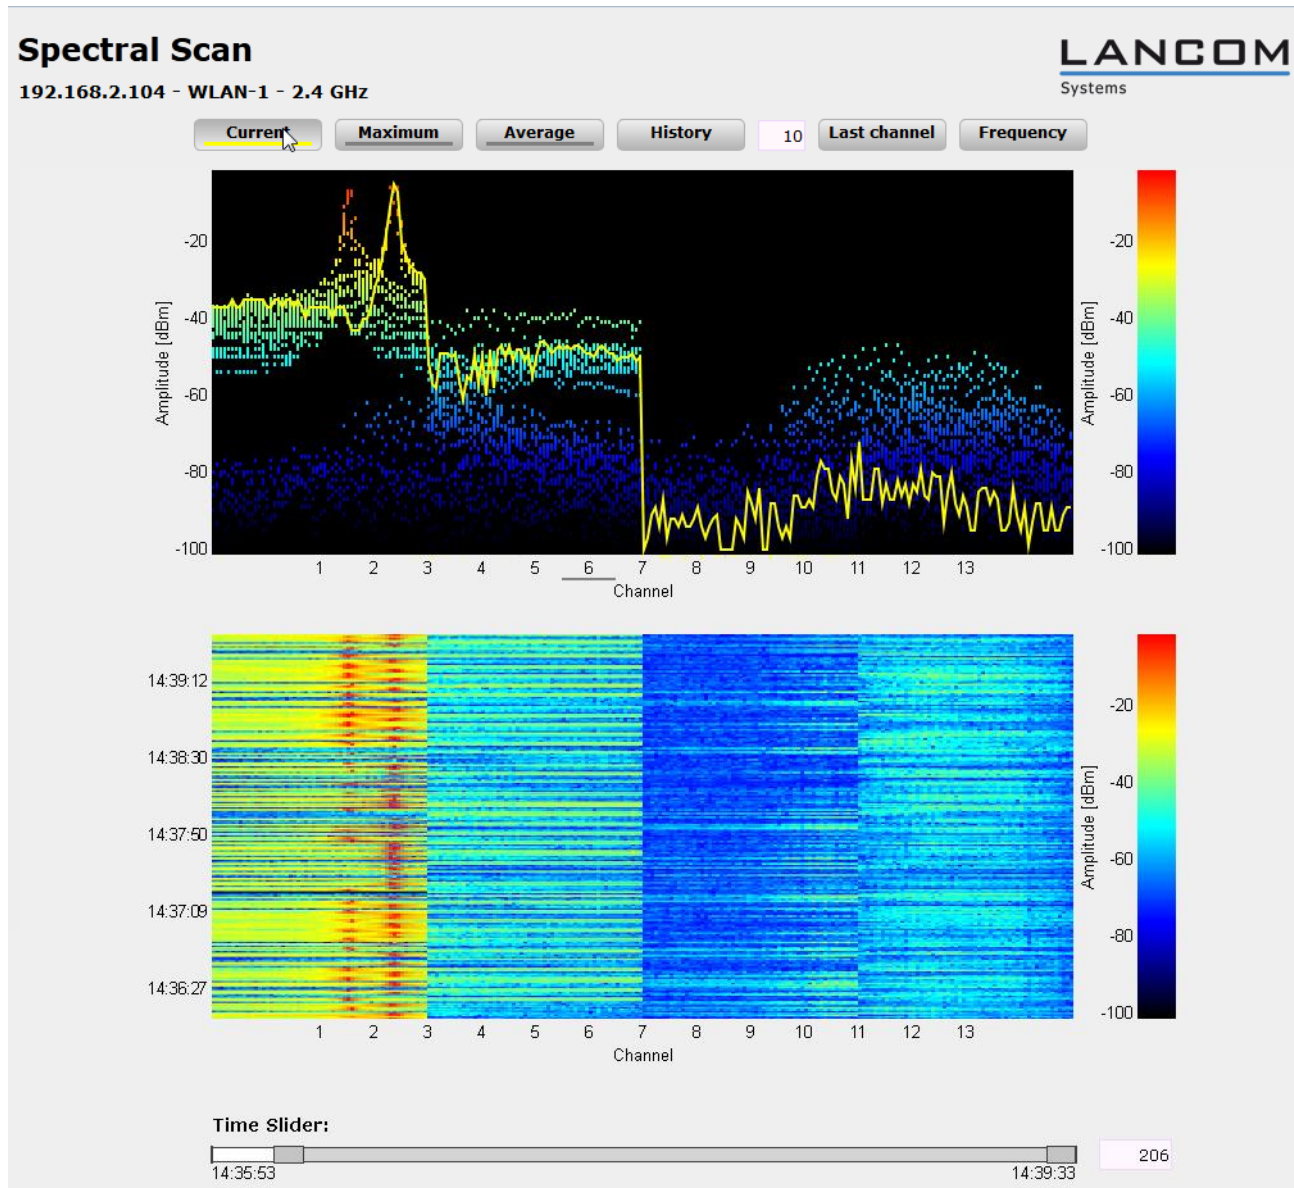 Spectral Scan
LANCOM
Systems
192.168.2.104 - WLAN-1 - 2.4 GHz
Current Maximum Average History 10 Last channel Frequency
Amplitude [dBm]
-20
-40
-60
-80
-100
1 2 3 4 5 6 7 8 9 10 11 12 13
Channel
Amplitude [dBm]
-20
-40
-60
-80
-100
14:39:12
14:38:30
14:37:50
14:37:09
14:36:27
1 2 3 4 5 6 7 8 9 10 11 12 13
Channel
Amplitude [dBm]
-20
-40
-60
-80
-100
Time Slider:
14:35:53 14:39:33
206